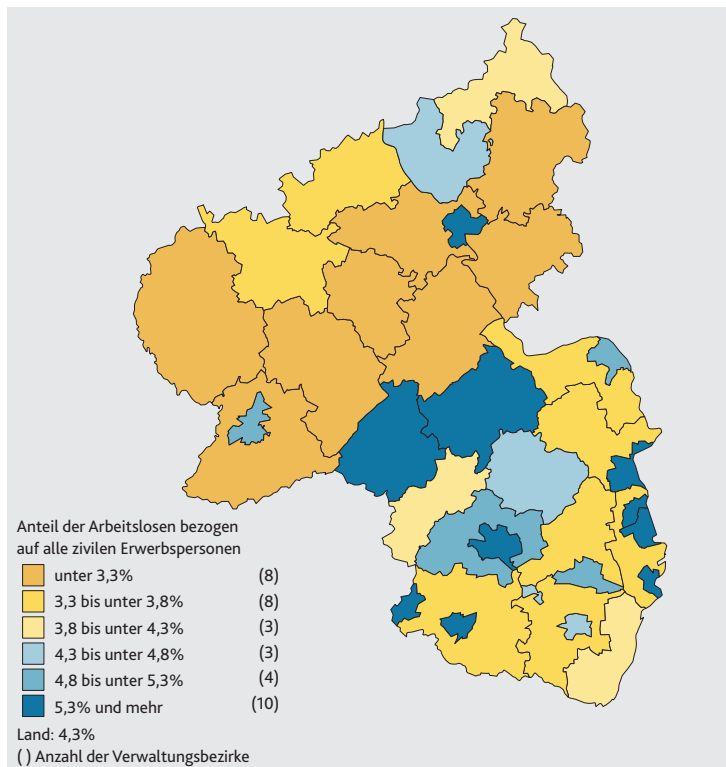 Anteil der Arbeitslosen bezogen
auf alle zivilen Erwerbspersonen
unter 3,3% (8)
3,3 bis unter 3,8% (8)
3,8 bis unter 4,3% (3)
4,3 bis unter 4,8% (3)
4,8 bis unter 5,3% (4)
5,3% und mehr (10)
Land: 4,3%
( ) Anzahl der Verwaltungsbezirke